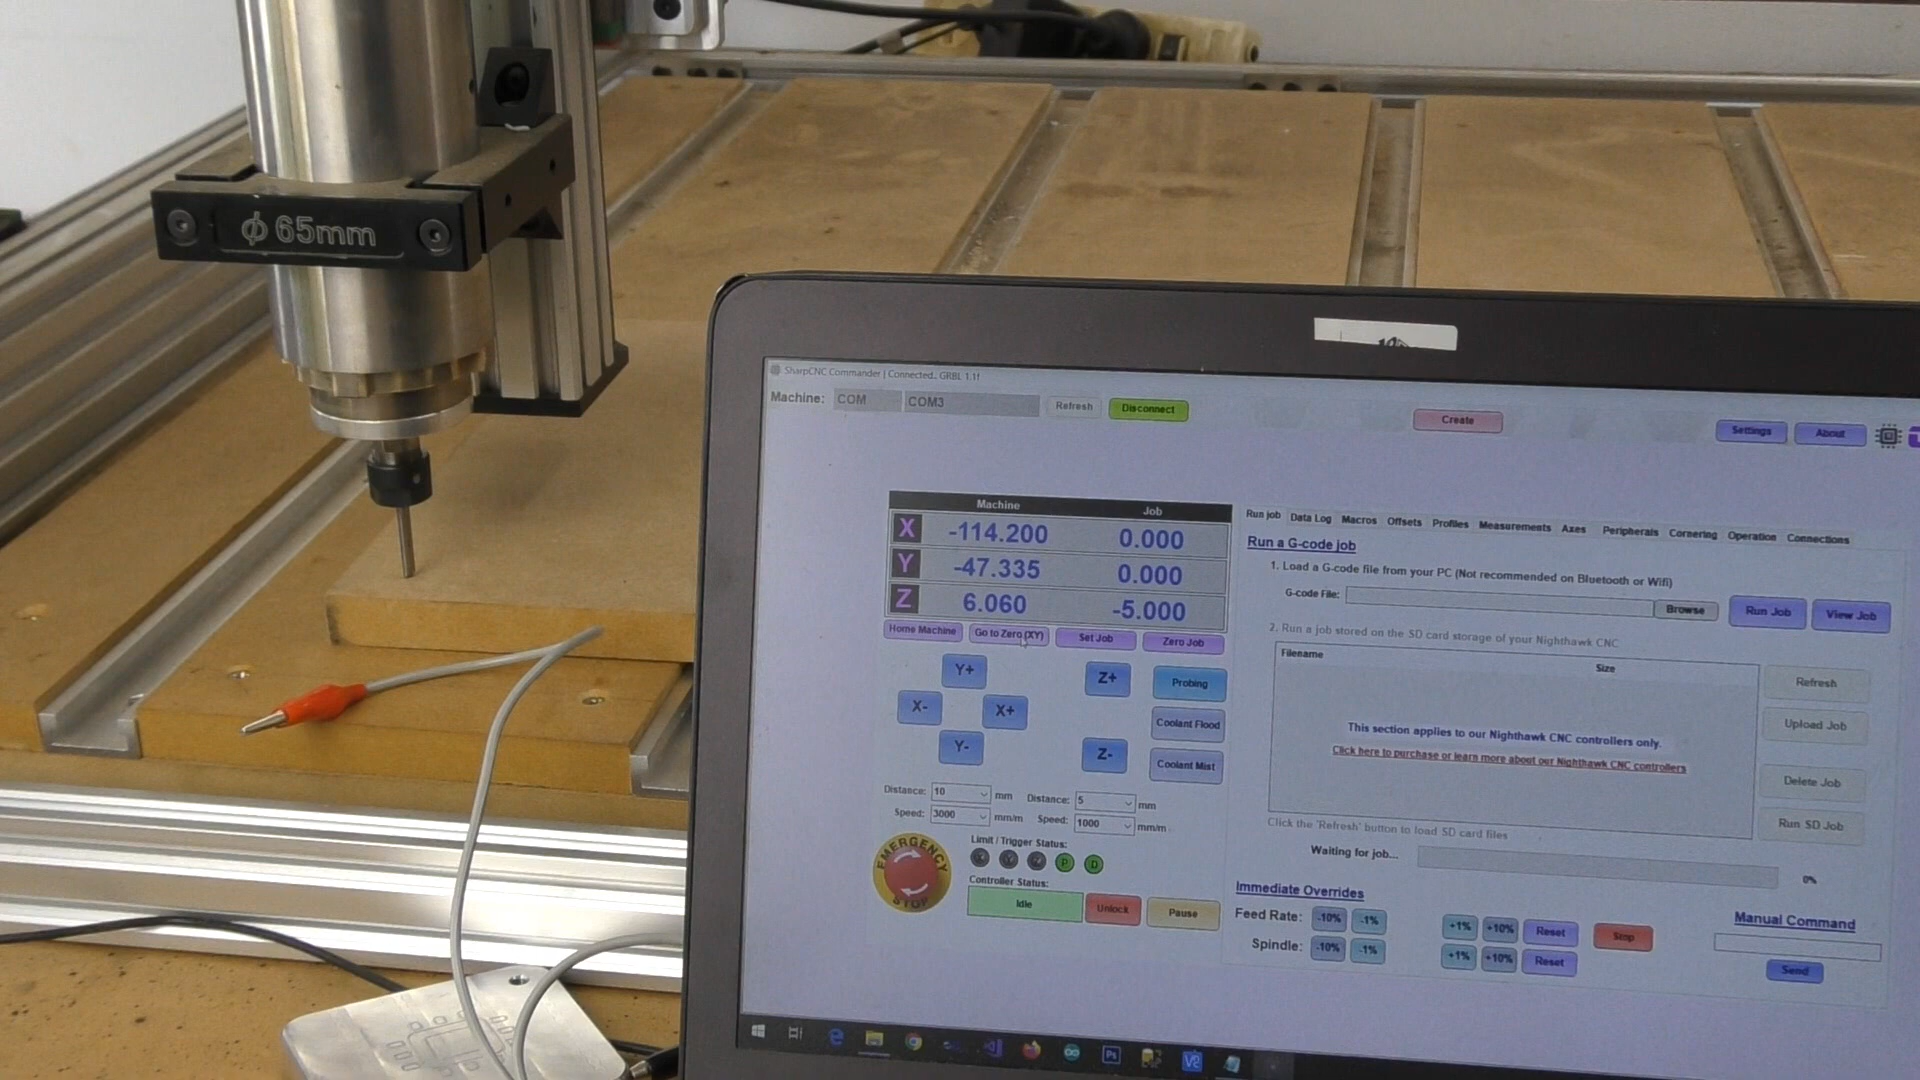 ϕ 65mm
SharpCNC Commander | Connected.. GRBL 1.1f
Machine: COM COM3 Refresh Disconnect
Create
Settings About
Machine Job
X -114.200 0.000
Y -47.335 0.000
Z 6.060 -5.000
Home Machine Go to Zero (XY) Set Job Zero Job
Y+
X- X+
Y-
Z+
Z-
Probing
Coolant Flood
Coolant Mist
Distance: 10 mm Distance: 5 mm
Speed: 3000 mm/m Speed: 1000 mm/m
EMERGENCY
STOP
Limit / Trigger Status:
P D
Controller Status:
Idle Unlock Pause
Run job Data Log Macros Offsets Profiles Measurements Axes Peripherals Cornering Operation Connections
Run a G-code job
1. Load a G-code file from your PC (Not recommended on Bluetooth or Wifi)
G-code File: Browse Run Job View Job
2. Run a job stored on the SD card storage of your Nighthawk CNC
Filename Size
This section applies to our Nighthawk CNC controllers only.
Click here to purchase or learn more about our Nighthawk CNC controllers
Refresh
Upload Job
Delete Job
Run SD Job
Click the 'Refresh' button to load SD card files
Waiting for job... 0%
Immediate Overrides
Feed Rate: -10% -1% +1% +10% Reset Stop
Spindle: -10% -1% +1% +10% Reset
Manual Command
Send
Ps